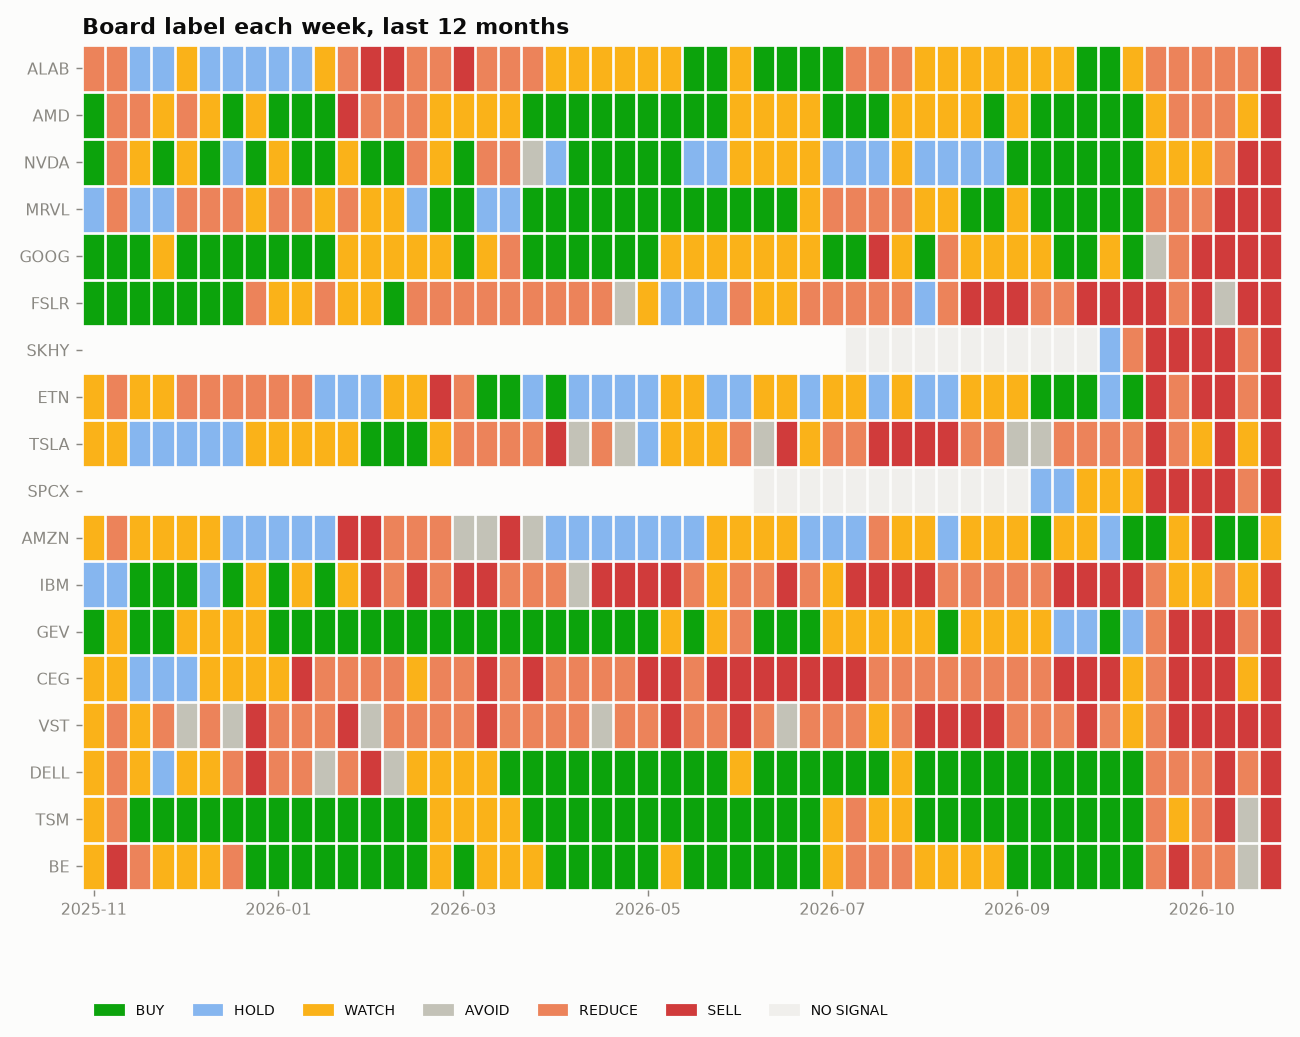 Board label each week, last 12 months
ALAB
AMD
NVDA
MRVL
GOOG
FSLR
SKHY
ETN
TSLA
SPCX
AMZN
IBM
GEV
CEG
VST
DELL
TSM
BE
2025-11 2026-01 2026-03 2026-05 2026-07 2026-09 2026-10
BUY HOLD WATCH AVOID REDUCE SELL NO SIGNAL